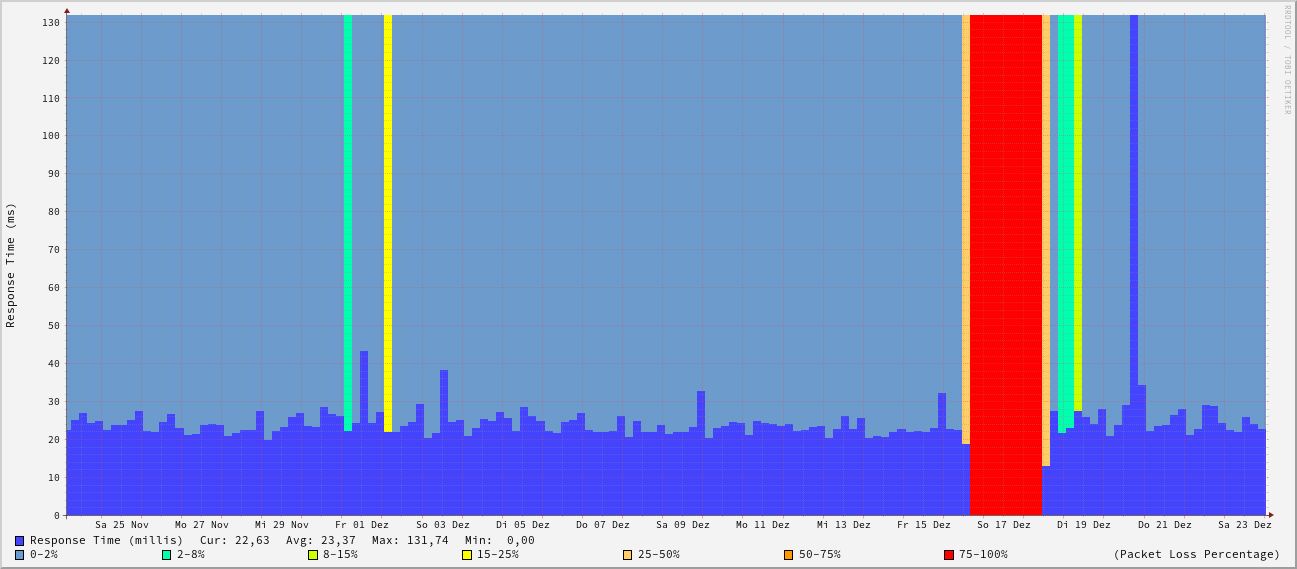 RRDTOOL / TOBI OETIKER
Response Time (ms)
130
120
110
100
90
80
70
60
50
40
30
20
10
0
Sa 25 Nov Mo 27 Nov Mi 29 Nov Fr 01 Dez So 03 Dez Di 05 Dez Do 07 Dez Sa 09 Dez Mo 11 Dez Mi 13 Dez Fr 15 Dez So 17 Dez Di 19 Dez Do 21 Dez Sa 23 Dez
Response Time (millis) Cur: 22,63 Avg: 23,37 Max: 131,74 Min: 0,00
0-2% 2-8% 8-15% 15-25% 25-50% 50-75% 75-100% (Packet Loss Percentage)